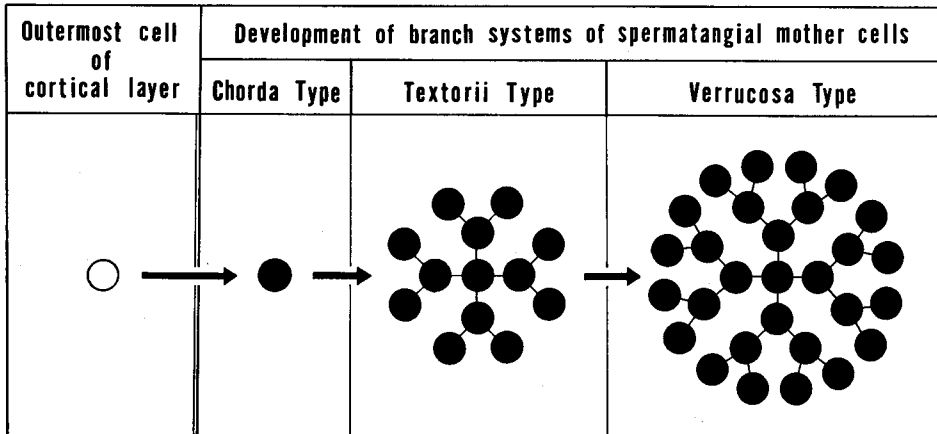 Outermost cell
of
cortical layer
Development of branch systems of spermatangial mother cells
Chorda Type
Textorii Type
Verrucosa Type